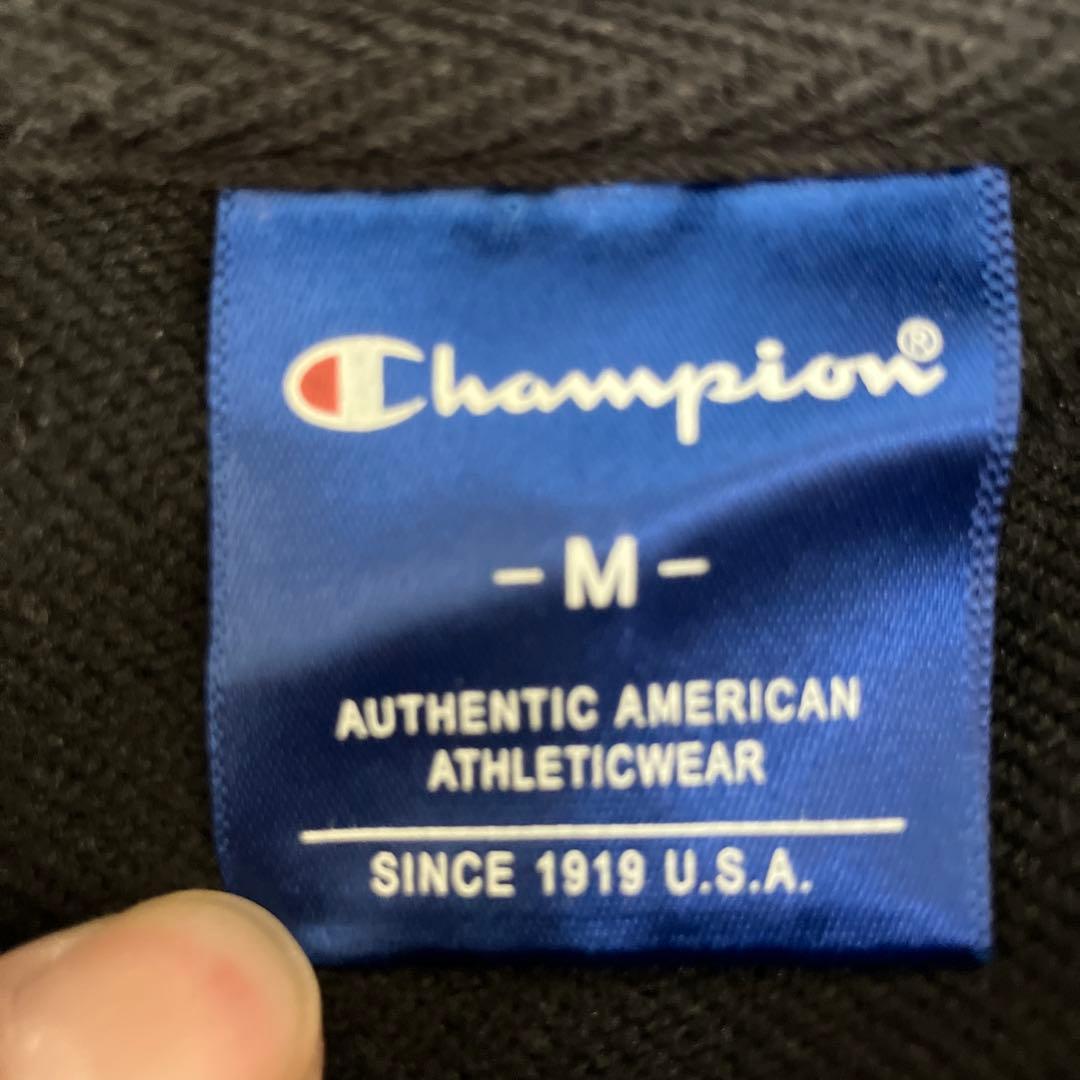 Champion®
- M -
AUTHENTIC AMERICAN
ATHLETICWEAR
SINCE 1919 U.S.A.